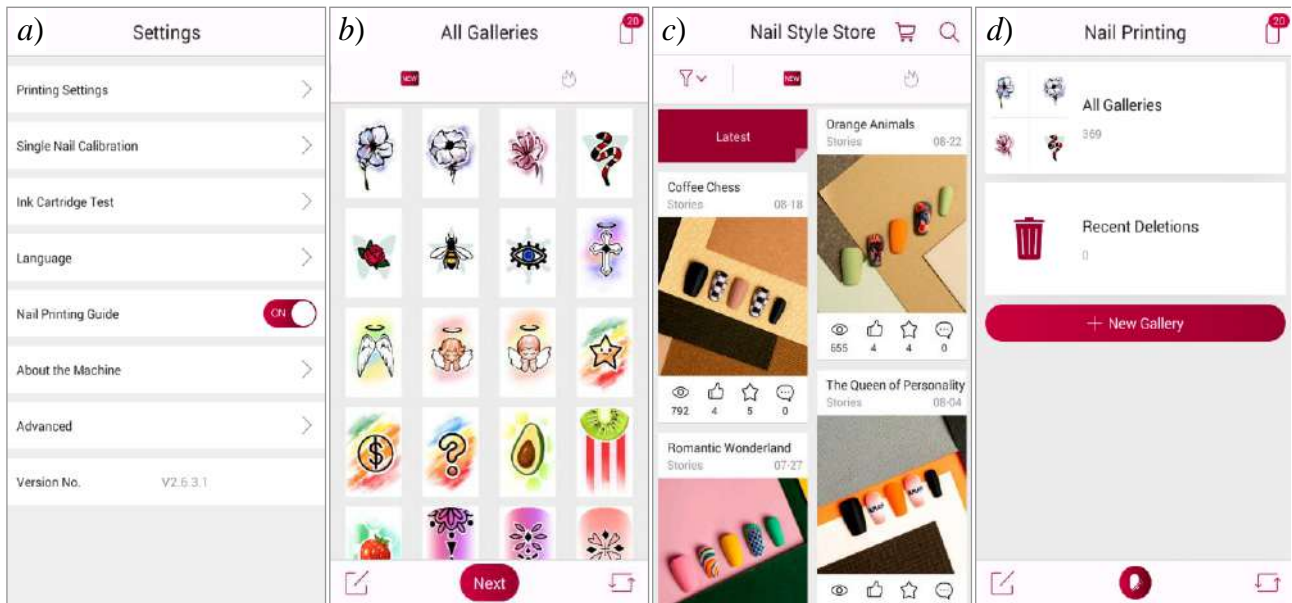 a)
Settings
Printing Settings
Single Nail Calibration
Ink Cartridge Test
Language
Nail Printing Guide
ON
About the Machine
Advanced
Version No. V2.6.3.1
b)
All Galleries
20
NEW
$
?
Next
c)
Nail Style Store
NEW
Latest
Coffee Chess
Stories 08-18
792 4 5 0
Romantic Wonderland
Stories 07-27
Orange Animals
Stories 08-22
655 4 4 0
The Queen of Personality
Stories 08-04
d)
Nail Printing
20
All Galleries
369
Recent Deletions
0
+ New Gallery